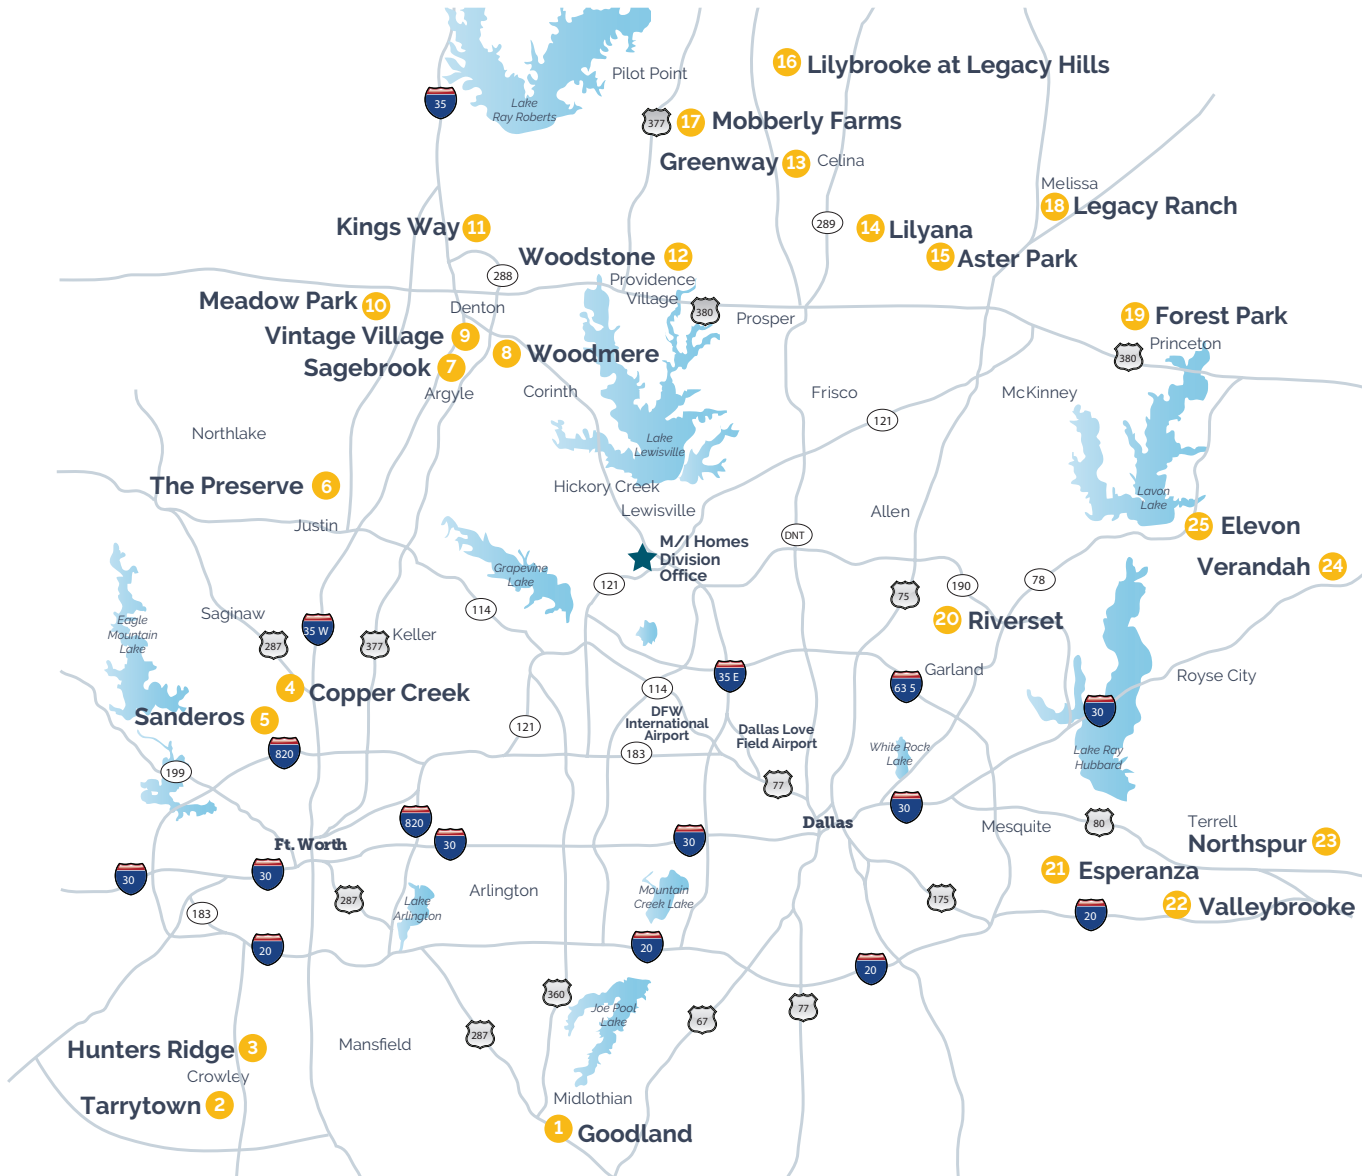 16 Lilybrooke at Legacy Hills
Pilot Point
35
Lake
Ray Roberts
377
17 Mobberly Farms
Greenway 13 Celina
Melissa
18 Legacy Ranch
Kings Way 11
289
14 Lilyana
Woodstone 12
15 Aster Park
288
Providence
Village
Meadow Park 10
Denton
380
Prosper
19 Forest Park
Princeton
380
Vintage Village 9
8 Woodmere
Sagebrook 7
Argyle
Corinth
Frisco
McKinney
121
Northlake
Lake
Lewisville
The Preserve 6
Hickory Creek
Lewisville
Lavon
Lake
Justin
Allen
25 Elevon
DNT
M/I Homes
Division
Office
Verandah 24
Grapevine
Lake
121
190
78
75
114
Eagle
Mountain
Lake
Saginaw
35 W
287
377
Keller
20 Riverset
Garland
Royse City
35 E
63 5
114
4 Copper Creek
Sanderos 5
DFW
International
Airport
121
30
Dallas Love
Field Airport
183
820
White Rock
Lake
Lake Ray
Hubbard
199
77
30
820
Dallas
Mesquite
80
Terrell
Northspur 23
Ft. Worth
30
30
30
30
21 Esperanza
287
Lake
Arlington
Arlington
Mountain
Creek Lake
175
20
22 Valleybrooke
183
20
20
20
360
Joe Pool
Lake
67
77
287
Mansfield
Hunters Ridge 3
Crowley
Tarrytown 2
Midlothian
1 Goodland